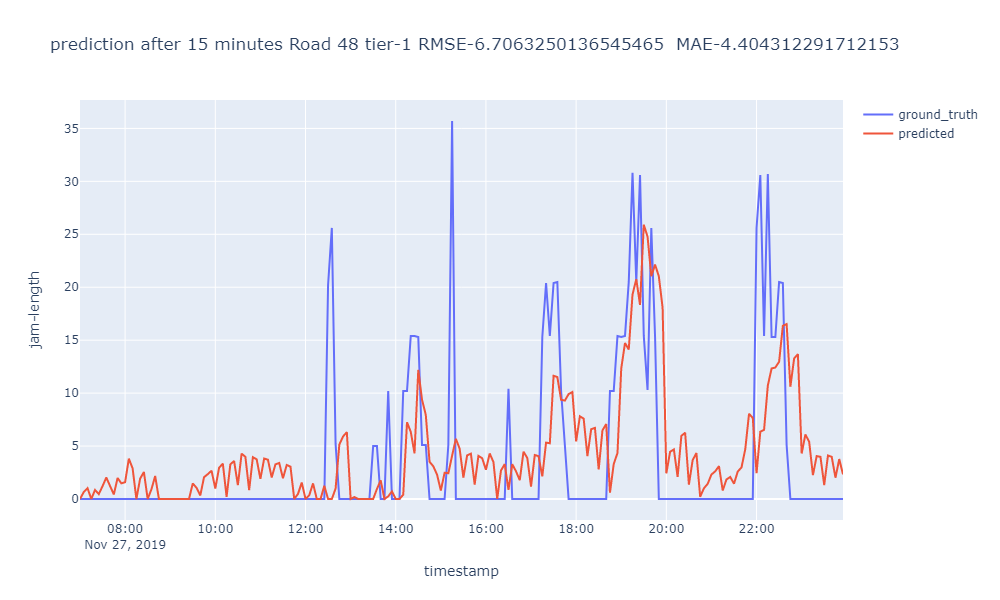 prediction after 15 minutes Road 48 tier-1 RMSE-6.7063250136545465  MAE-4.404312291712153
ground_truth
predicted
jam-length
35
30
25
20
15
10
5
0
08:00 10:00 12:00 14:00 16:00 18:00 20:00 22:00
Nov 27, 2019
timestamp